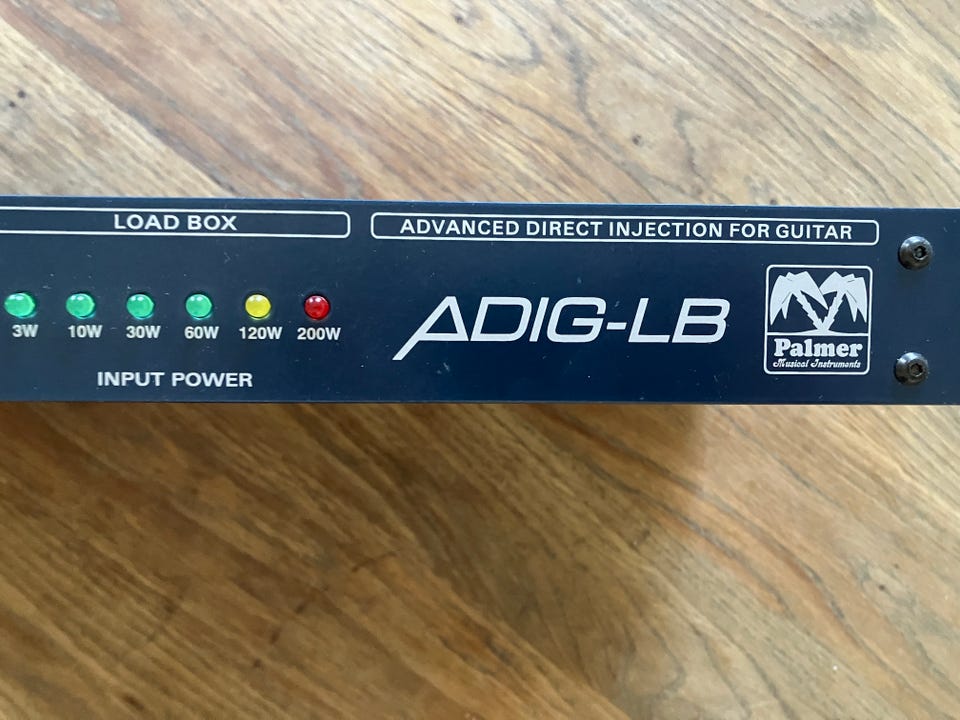 LOAD BOX
ADVANCED DIRECT INJECTION FOR GUITAR
3W 10W 30W 60W 120W 200W
INPUT POWER
ADIG-LB
Palmer
Musical Instruments